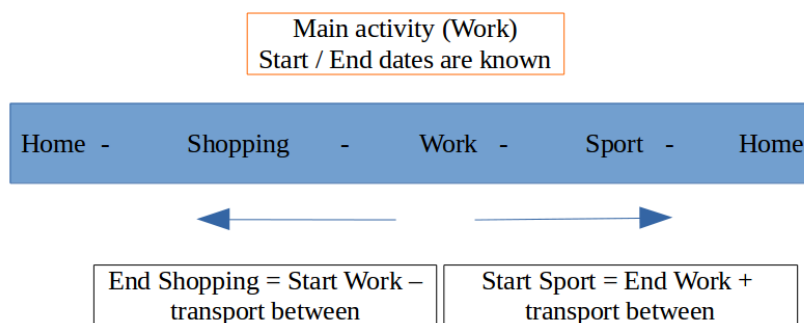 Main activity (Work)
Start / End dates are known
Home - Shopping - Work - Sport - Home
End Shopping = Start Work –
transport between
Start Sport = End Work +
transport between